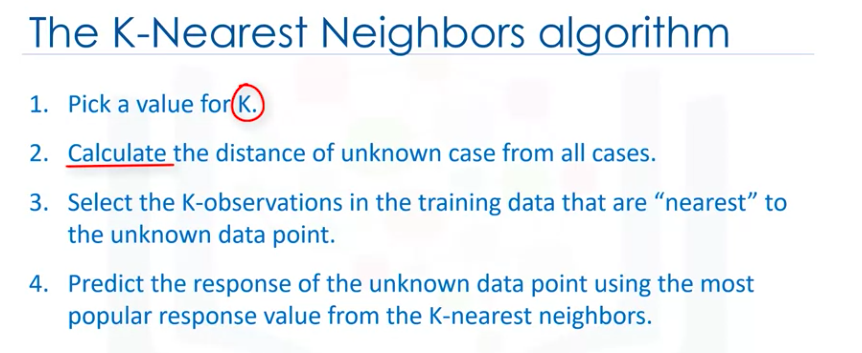 The K-Nearest Neighbors algorithm
1. Pick a value for K.
2. Calculate the distance of unknown case from all cases.
3. Select the K-observations in the training data that are “nearest” to
the unknown data point.
4. Predict the response of the unknown data point using the most
popular response value from the K-nearest neighbors.